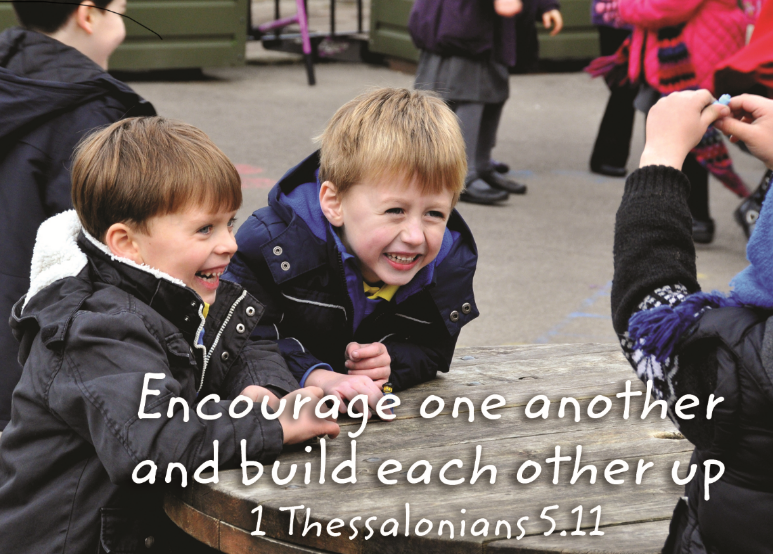 Encourage one another
and build each other up
1 Thessalonians 5.11